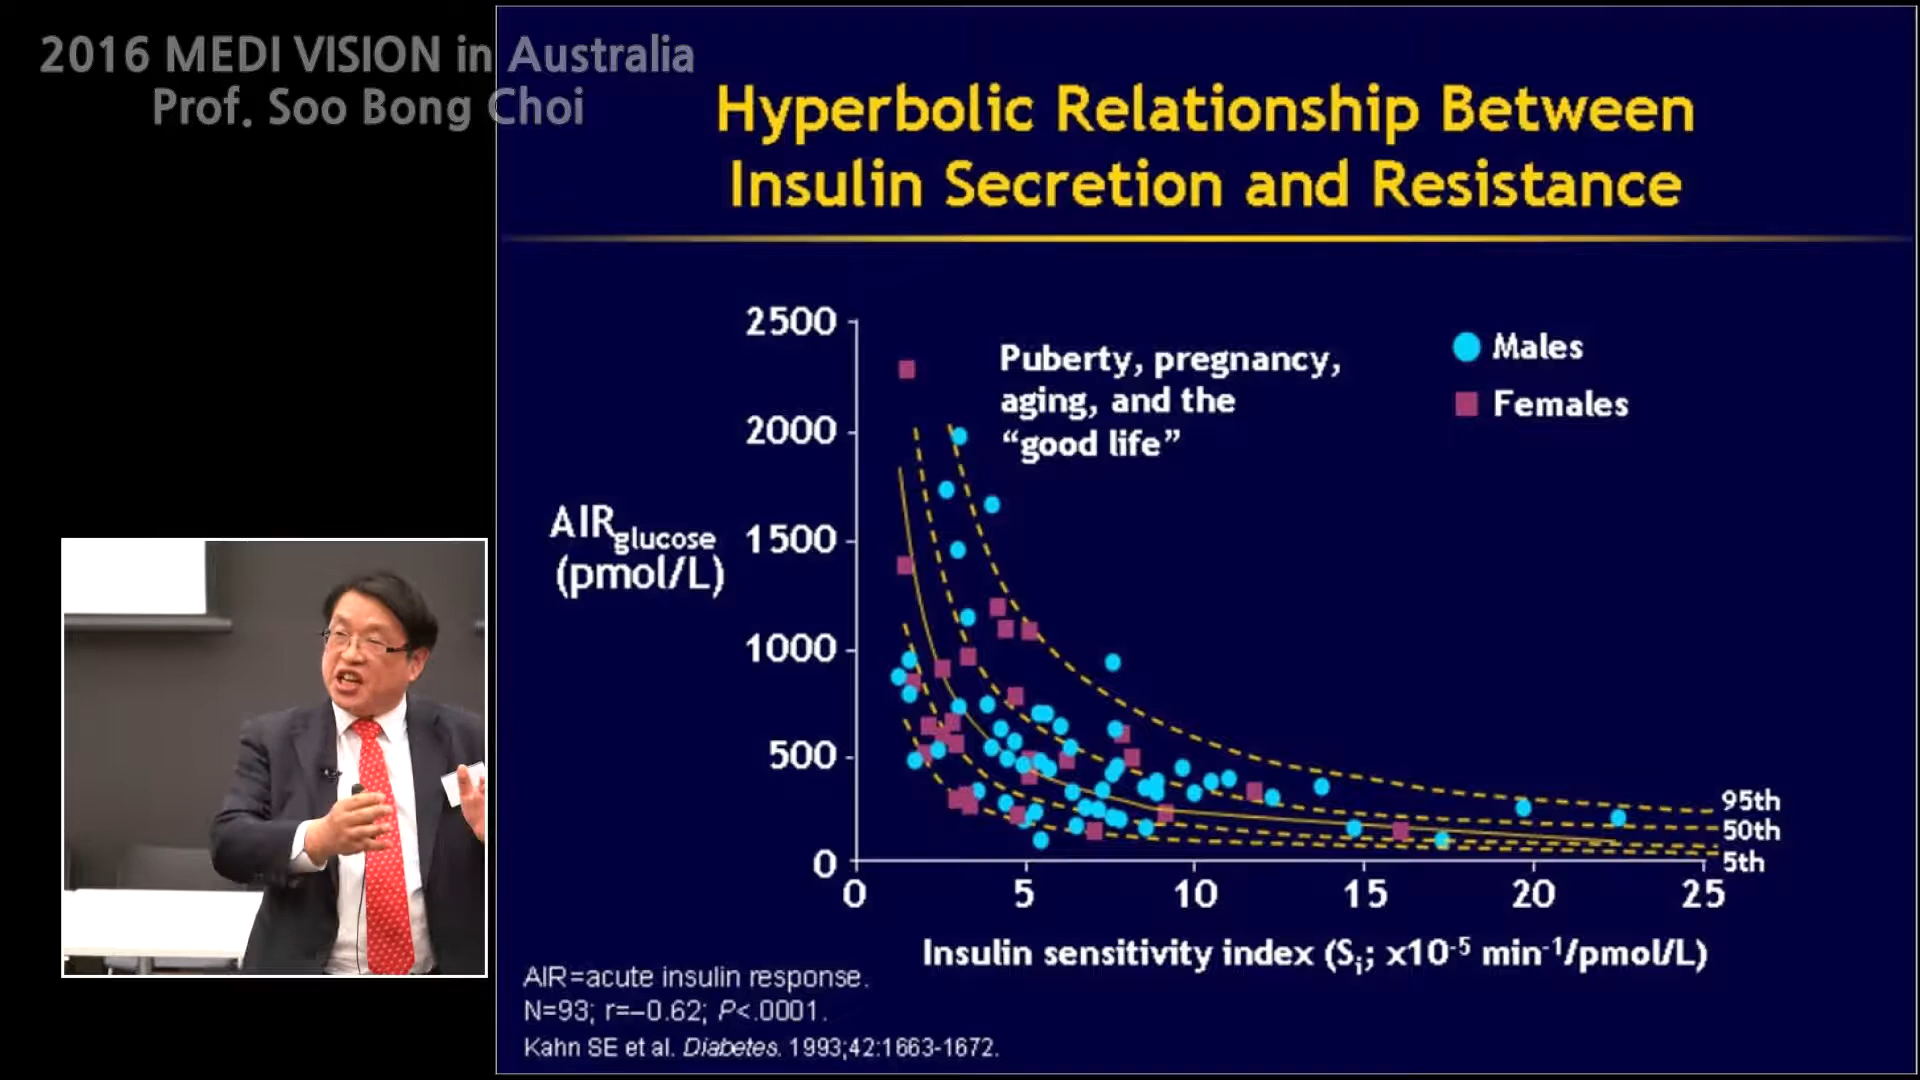 2016 MEDI VISION in Australia
Prof. Soo Bong Choi
Hyperbolic Relationship Between
Insulin Secretion and Resistance
2500
2000
1500
1000
500
0
AIRglucose
(pmol/L)
Puberty, pregnancy,
aging, and the
“good life”
Males
Females
95th
50th
5th
0 5 10 15 20 25
Insulin sensitivity index (Si; x10-5 min-1/pmol/L)
AIR=acute insulin response.
N=93; r=–0.62; P<.0001.
Kahn SE et al. Diabetes. 1993;42:1663-1672.